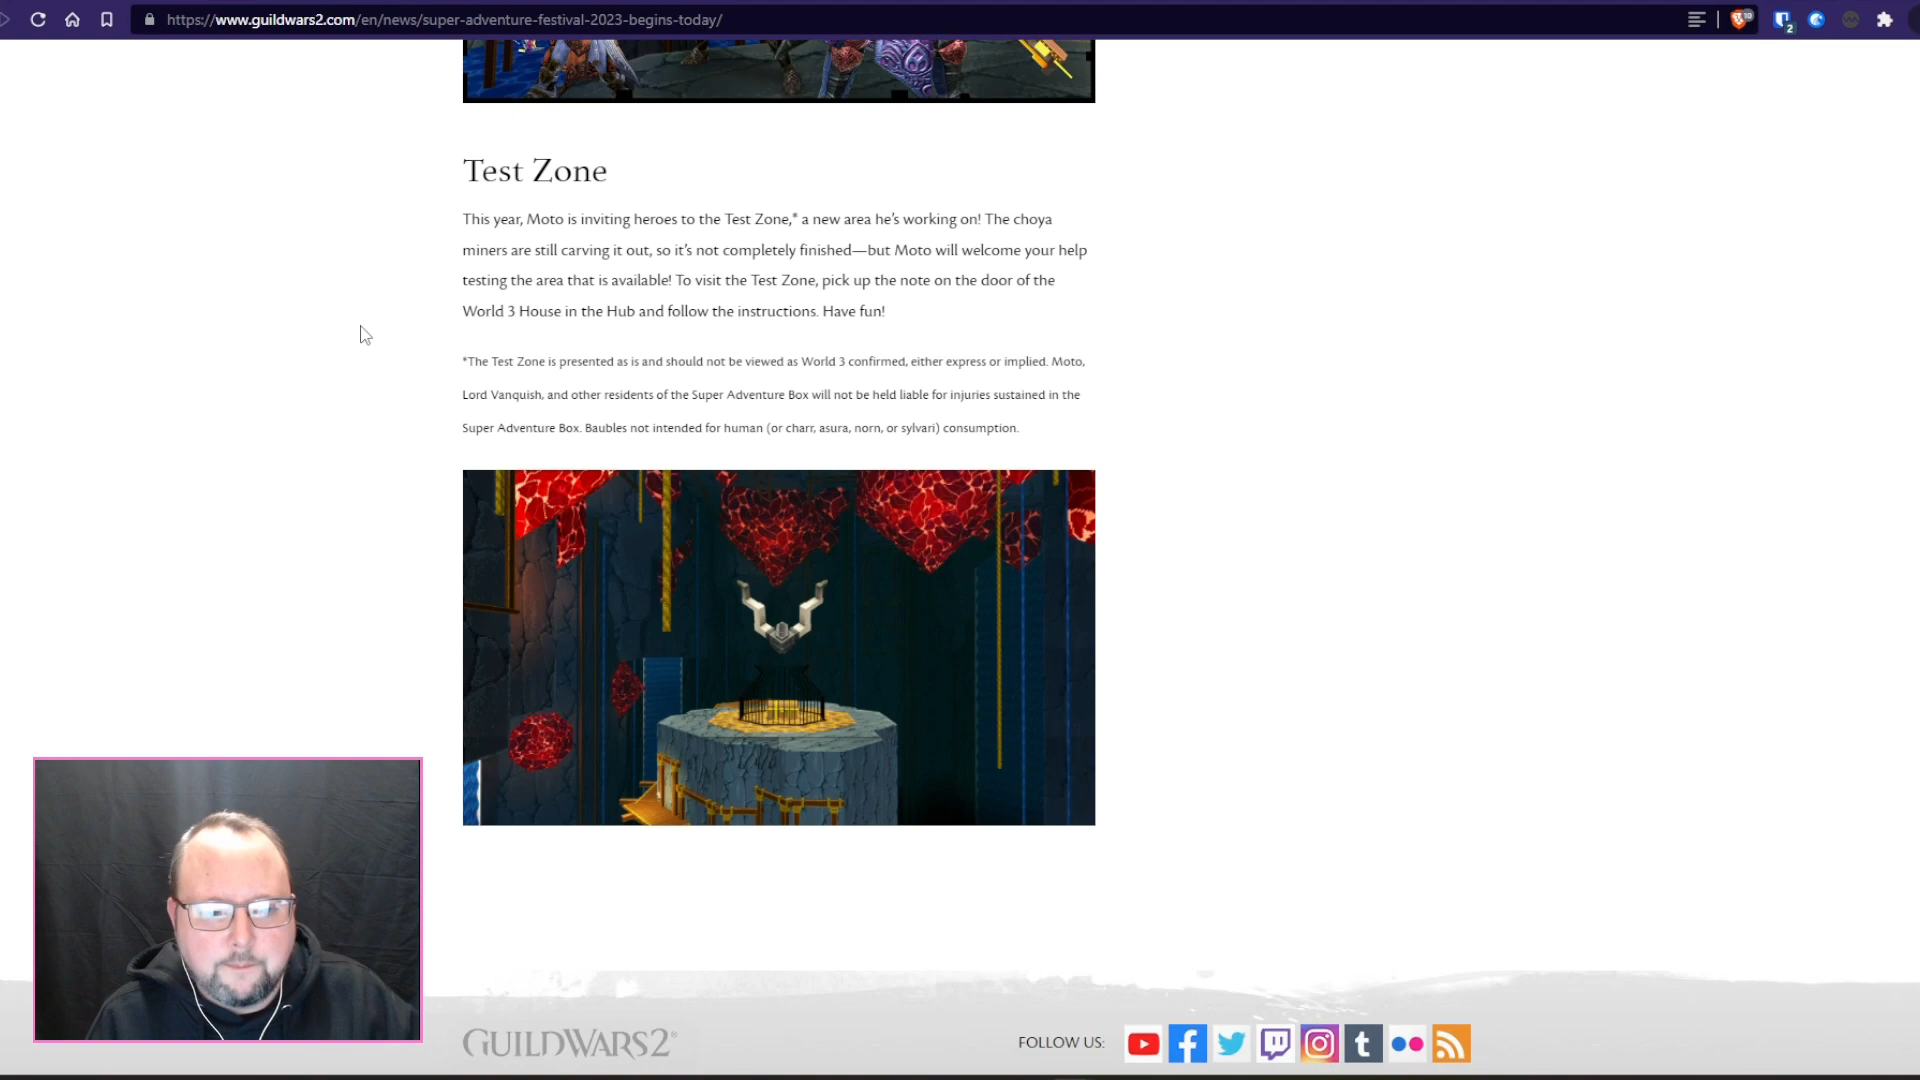 https://www.guildwars2.com/en/news/super-adventure-festival-2023-begins-today/
10
2
Test Zone
This year, Moto is inviting heroes to the Test Zone,* a new area he's working on! The choya
miners are still carving it out, so it's not completely finished—but Moto will welcome your help
testing the area that is available! To visit the Test Zone, pick up the note on the door of the
World 3 House in the Hub and follow the instructions. Have fun!
*The Test Zone is presented as is and should not be viewed as World 3 confirmed, either express or implied. Moto,
Lord Vanquish, and other residents of the Super Adventure Box will not be held liable for injuries sustained in the
Super Adventure Box. Baubles not intended for human (or charr, asura, norn, or sylvari) consumption.
GUILDWARS2®
FOLLOW US: